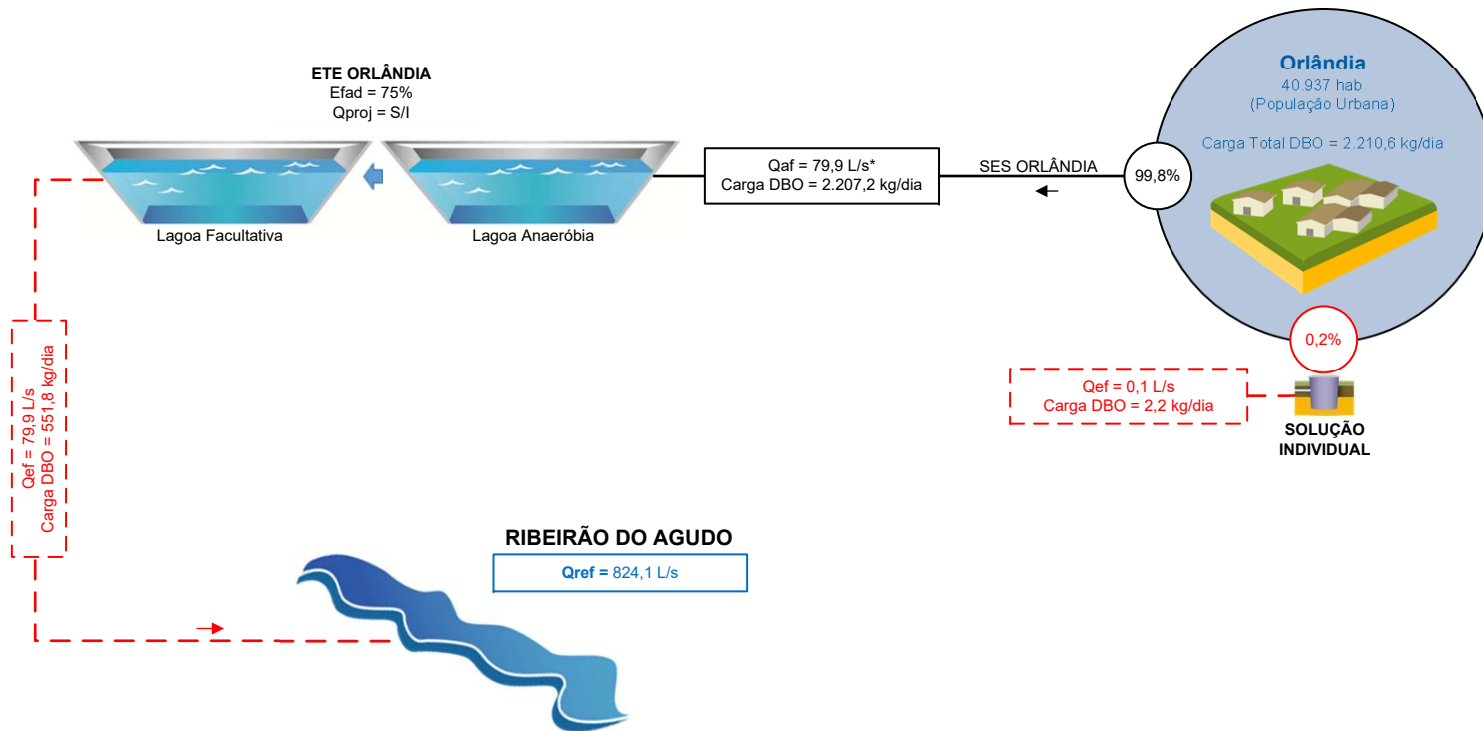 ETE ORLÂNDIA
Efad = 75%
Qproj = S/I
Lagoa Facultativa
Lagoa Anaeróbia
Qaf = 79,9 L/s*
Carga DBO = 2.207,2 kg/dia
SES ORLÂNDIA
99,8%
Orlândia
40.937 hab
(População Urbana)
Carga Total DBO = 2.210,6 kg/dia
0,2%
Qef = 0,1 L/s
Carga DBO = 2,2 kg/dia
SOLUÇÃO
INDIVIDUAL
Qef = 79,9 L/s
Carga DBO = 551,8 kg/dia
RIBEIRÃO DO AGUDO
Qref = 824,1 L/s